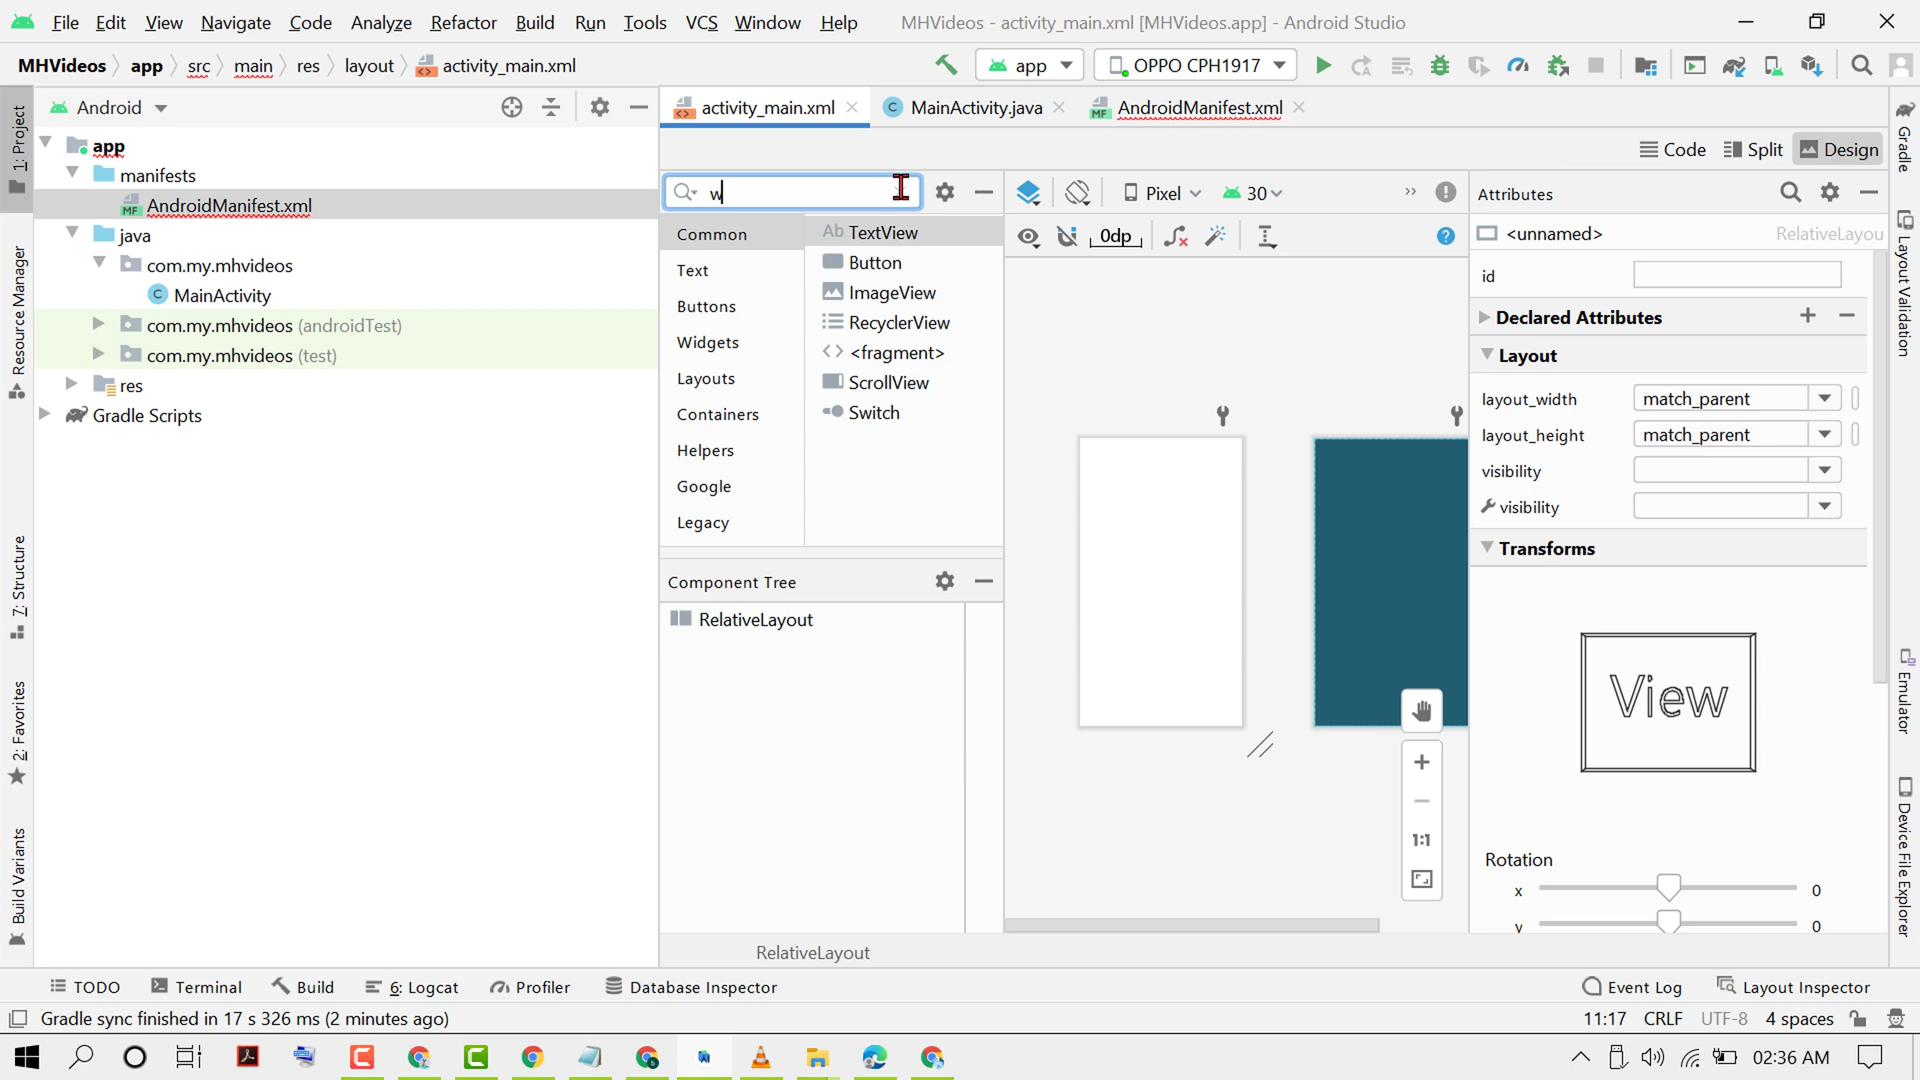 File Edit View Navigate Code Analyze Refactor Build Run Tools VCS Window Help MHVideos - activity_main.xml [MHVideos.app] - Android Studio
MHVideos app src main res layout activity_main.xml app OPPO CPH1917
Android activity_main.xml MainActivity.java AndroidManifest.xml
Code Split Design
app
manifests
AndroidManifest.xml
java
com.my.mhvideos
MainActivity
com.my.mhvideos (androidTest)
com.my.mhvideos (test)
res
Gradle Scripts
w
Common
Text
Buttons
Widgets
Layouts
Containers
Helpers
Google
Legacy
Ab TextView
Button
ImageView
RecyclerView
<fragment>
ScrollView
Switch
Component Tree
RelativeLayout
Pixel 30
0dp
1:1
Attributes
<unnamed> RelativeLayou
id
Declared Attributes
Layout
layout_width match_parent
layout_height match_parent
visibility
visibility
Transforms
View
Rotation
x 0
y 0
RelativeLayout
1: Project
Resource Manager
7: Structure
2: Favorites
Build Variants
Gradle
Layout Validation
Emulator
Device File Explorer
TODO Terminal Build 6: Logcat Profiler Database Inspector Event Log Layout Inspector
Gradle sync finished in 17 s 326 ms (2 minutes ago) 11:17 CRLF UTF-8 4 spaces
02:36 AM